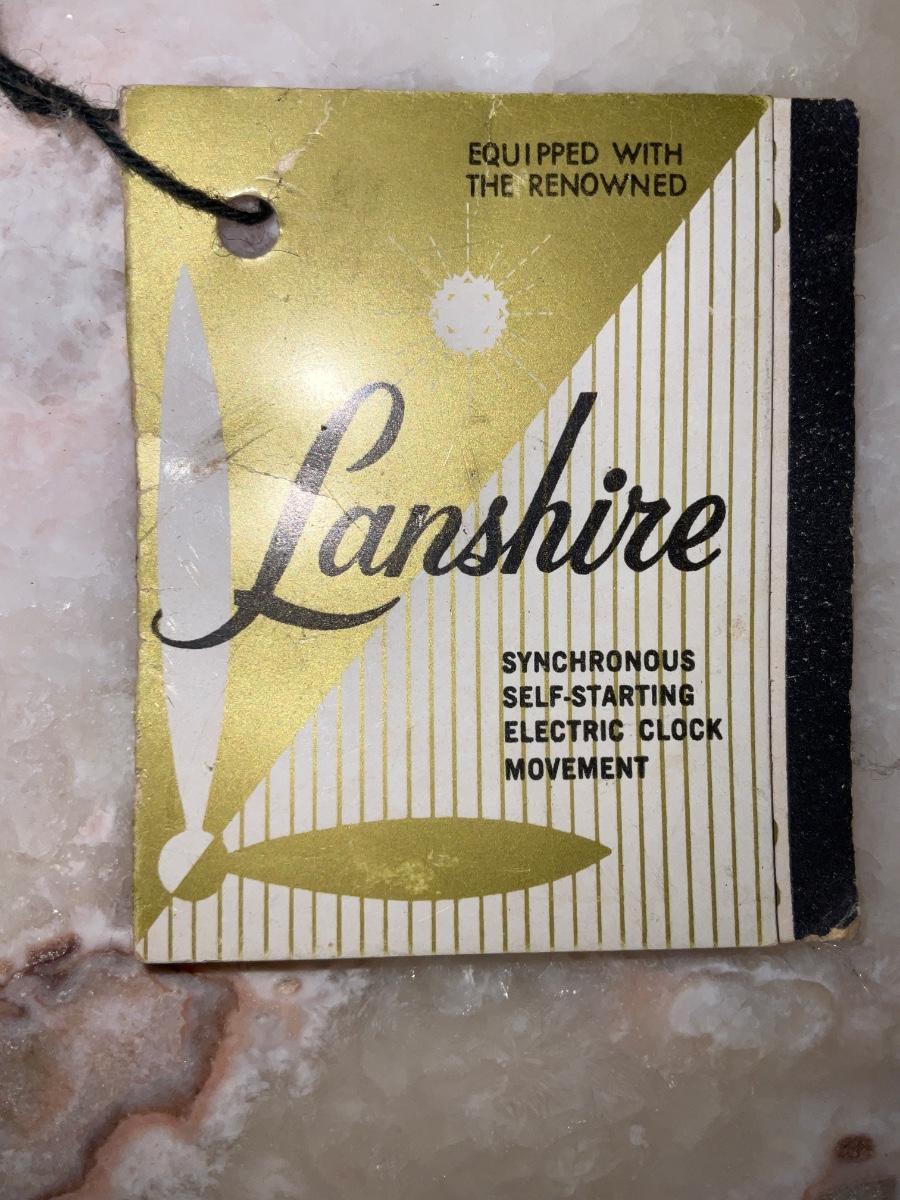 EQUIPPED WITH
THE RENOWNED
Lanshire
SYNCHRONOUS
SELF-STARTING
ELECTRIC CLOCK
MOVEMENT